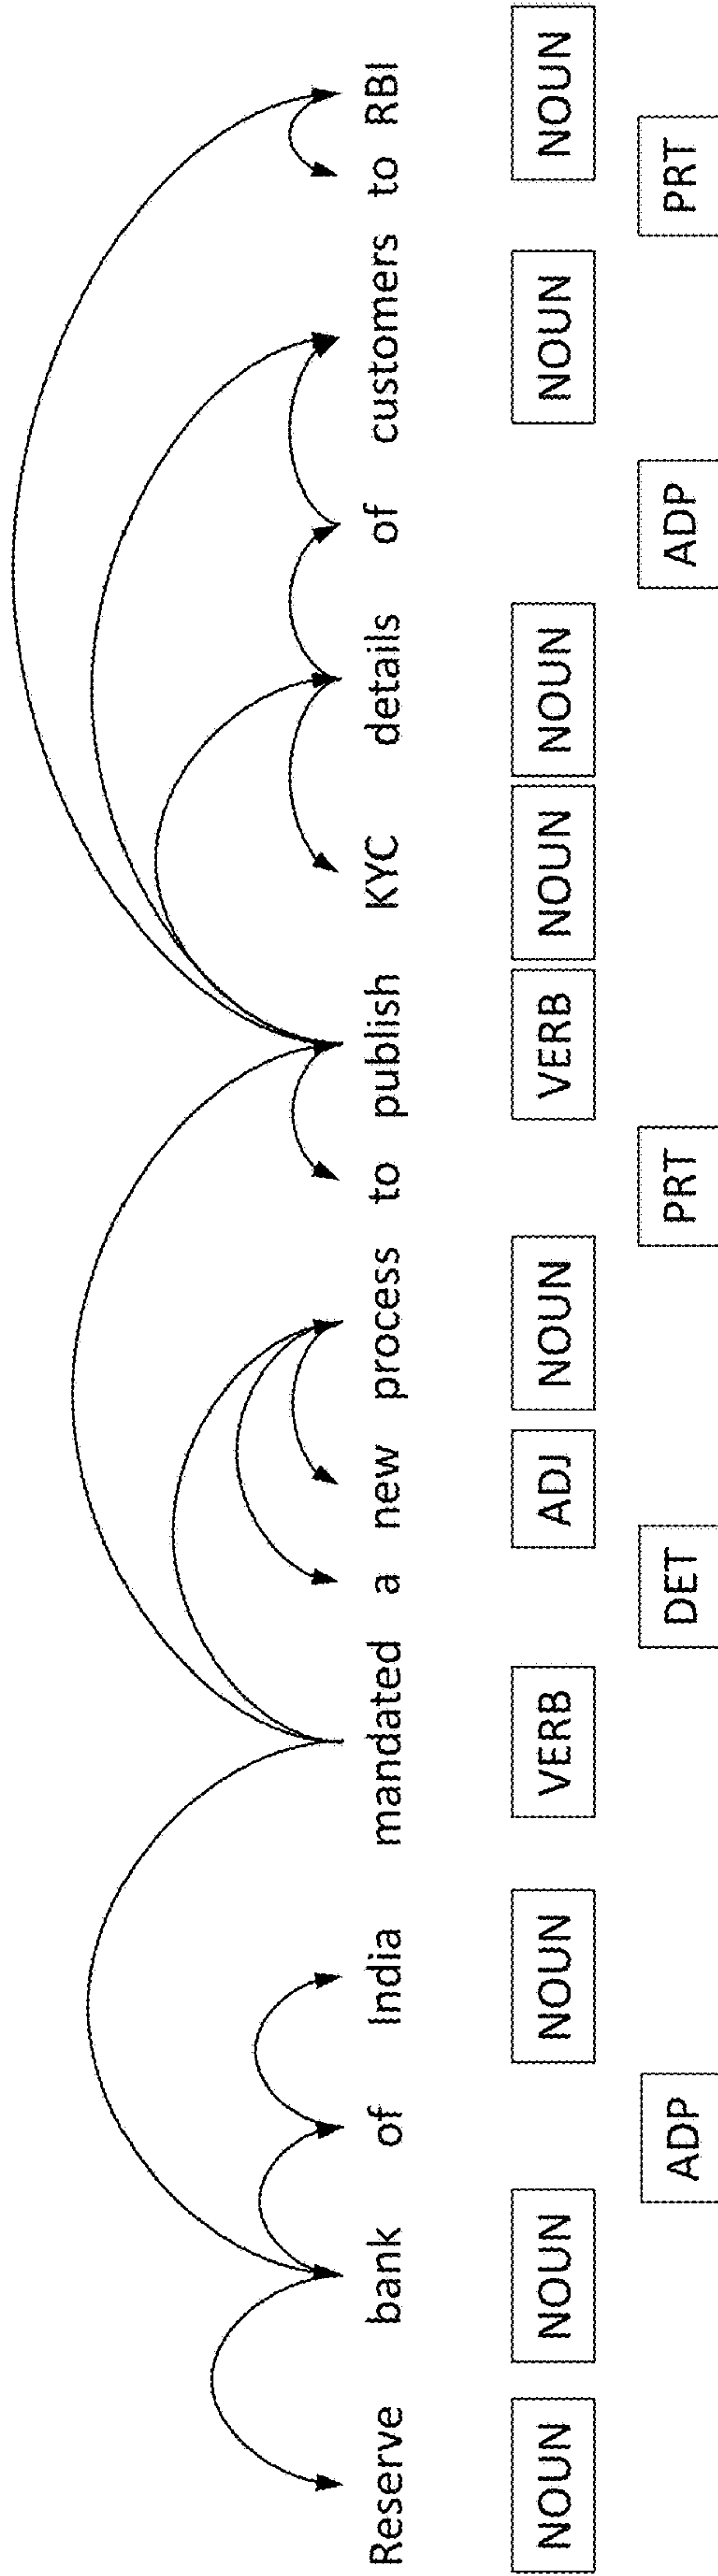 Reserve bank of India mandated a new process to publish KYC details of customers to RBI
NOUN NOUN NOUN VERB ADJ NOUN VERB NOUN NOUN NOUN NOUN
ADP DET PRT ADP PRT